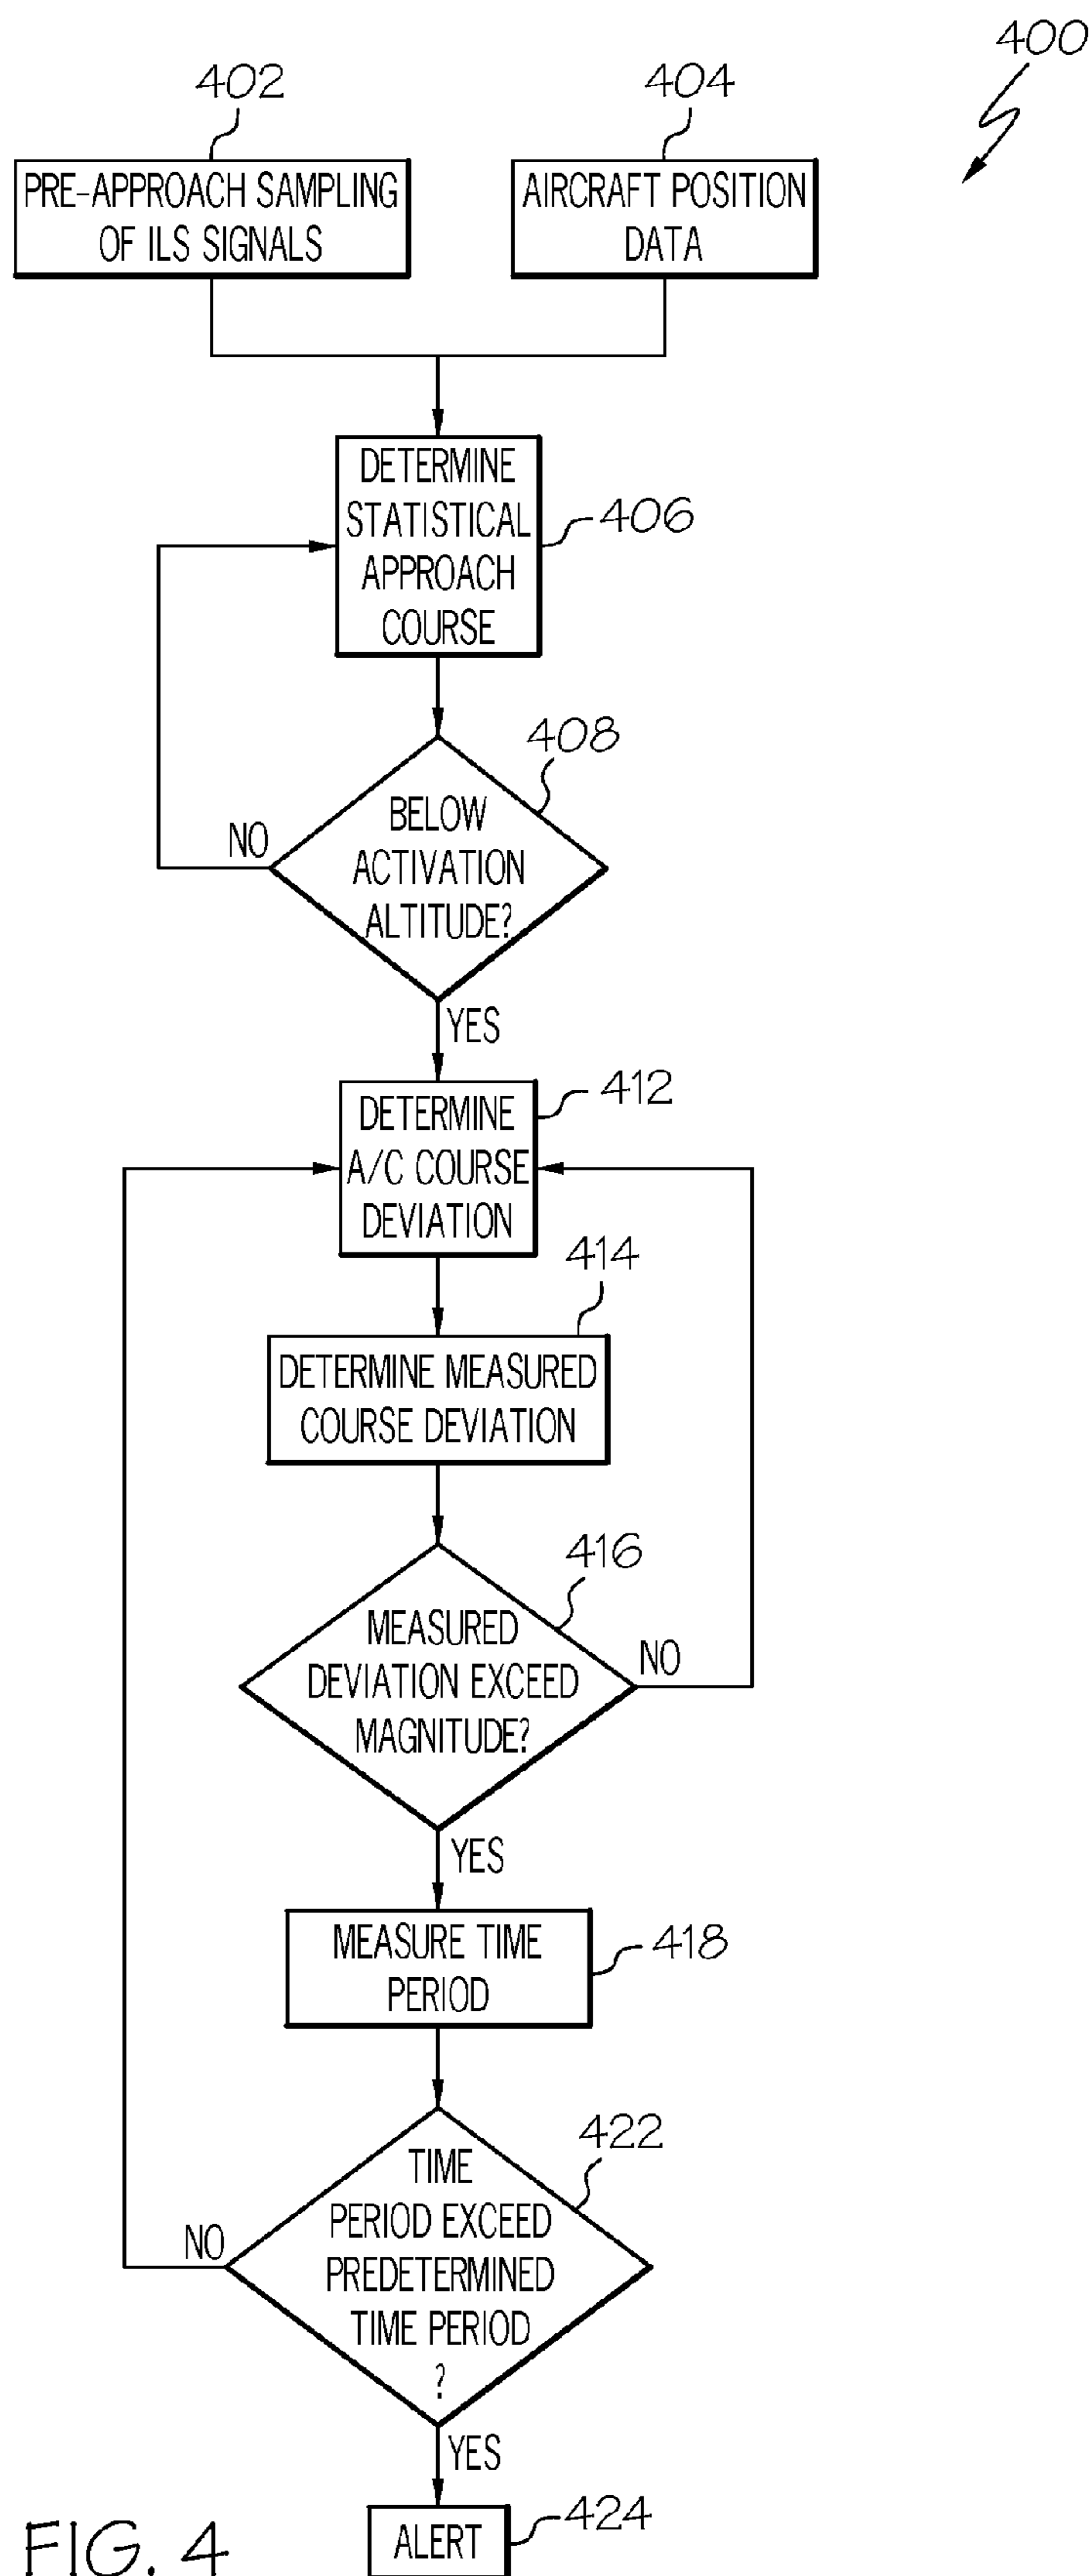 400
402
404
PRE-APPROACH SAMPLING
OF ILS SIGNALS
AIRCRAFT POSITION
DATA
DETERMINE
STATISTICAL
APPROACH
COURSE
406
408
BELOW
ACTIVATION
ALTITUDE?
NO
YES
DETERMINE
A/C COURSE
DEVIATION
412
414
DETERMINE MEASURED
COURSE DEVIATION
416
MEASURED
DEVIATION EXCEED
MAGNITUDE?
NO
YES
MEASURE TIME
PERIOD
418
422
TIME
PERIOD EXCEED
PREDETERMINED
TIME PERIOD
?
NO
YES
ALERT
424
FIG. 4